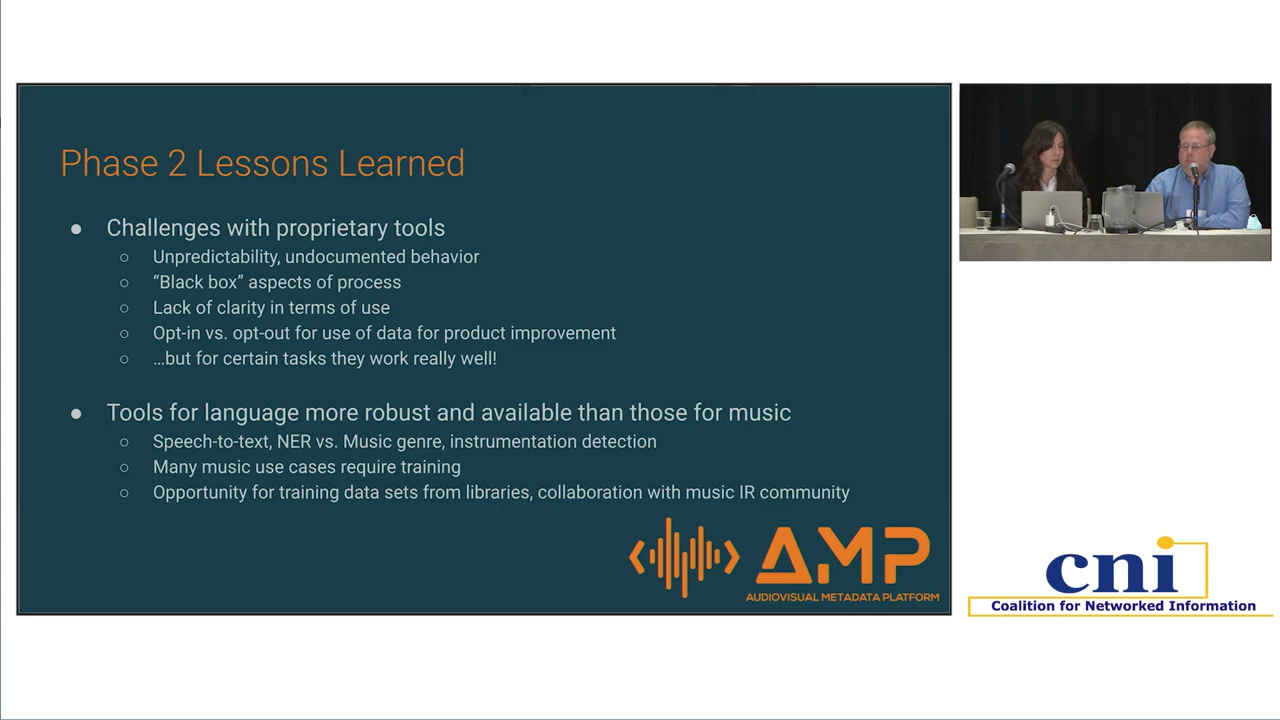 Phase 2 Lessons Learned
● Challenges with proprietary tools
○ Unpredictability, undocumented behavior
○ “Black box” aspects of process
○ Lack of clarity in terms of use
○ Opt-in vs. opt-out for use of data for product improvement
○ …but for certain tasks they work really well!
● Tools for language more robust and available than those for music
○ Speech-to-text, NER vs. Music genre, instrumentation detection
○ Many music use cases require training
○ Opportunity for training data sets from libraries, collaboration with music IR community
AMP
AUDIOVISUAL METADATA PLATFORM
cni
Coalition for Networked Information